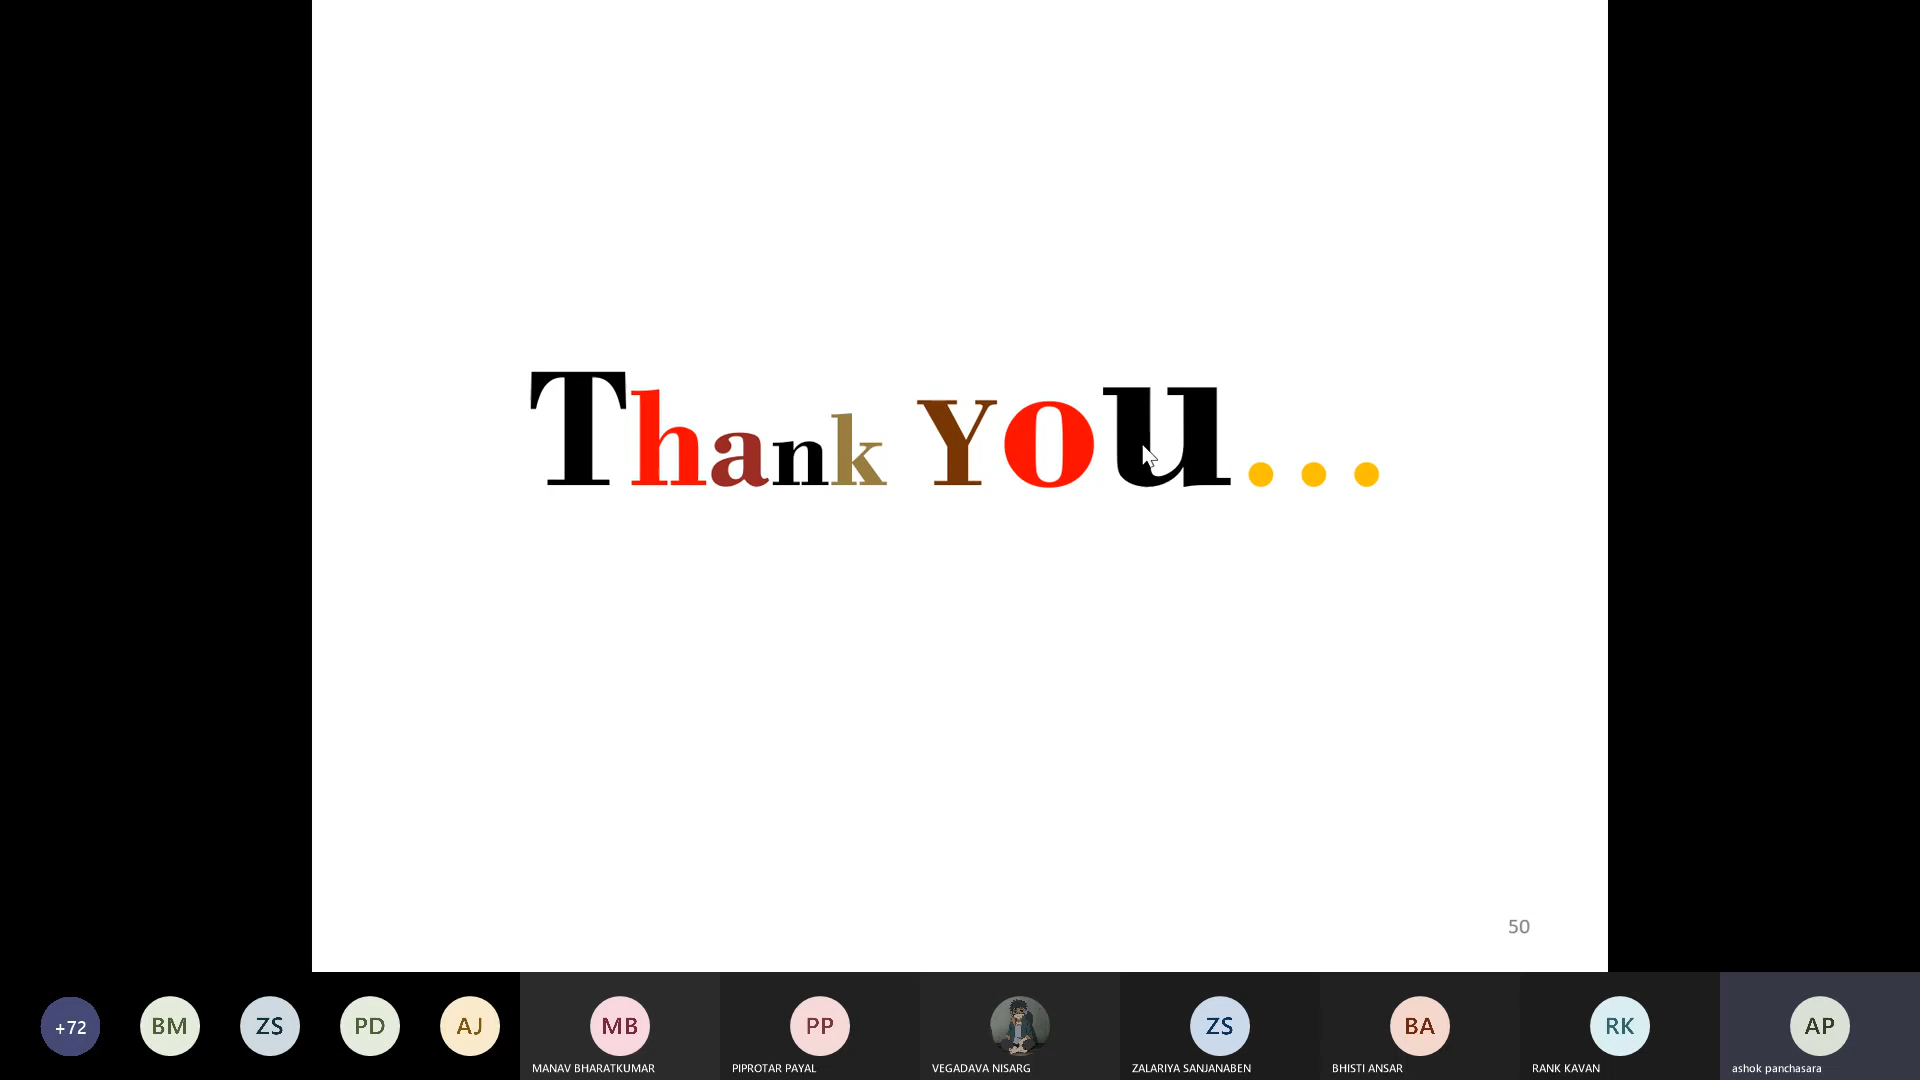 Thank You...
50
+72
BM
ZS
PD
AJ
MB
PP
ZS
BA
RK
AP
MANAV BHARATKUMAR
PIPROTAR PAYAL
VEGADAVA NISARG
ZALARIYA SANJANABEN
BHISTI ANSAR
RANK KAVAN
ashok panchasara